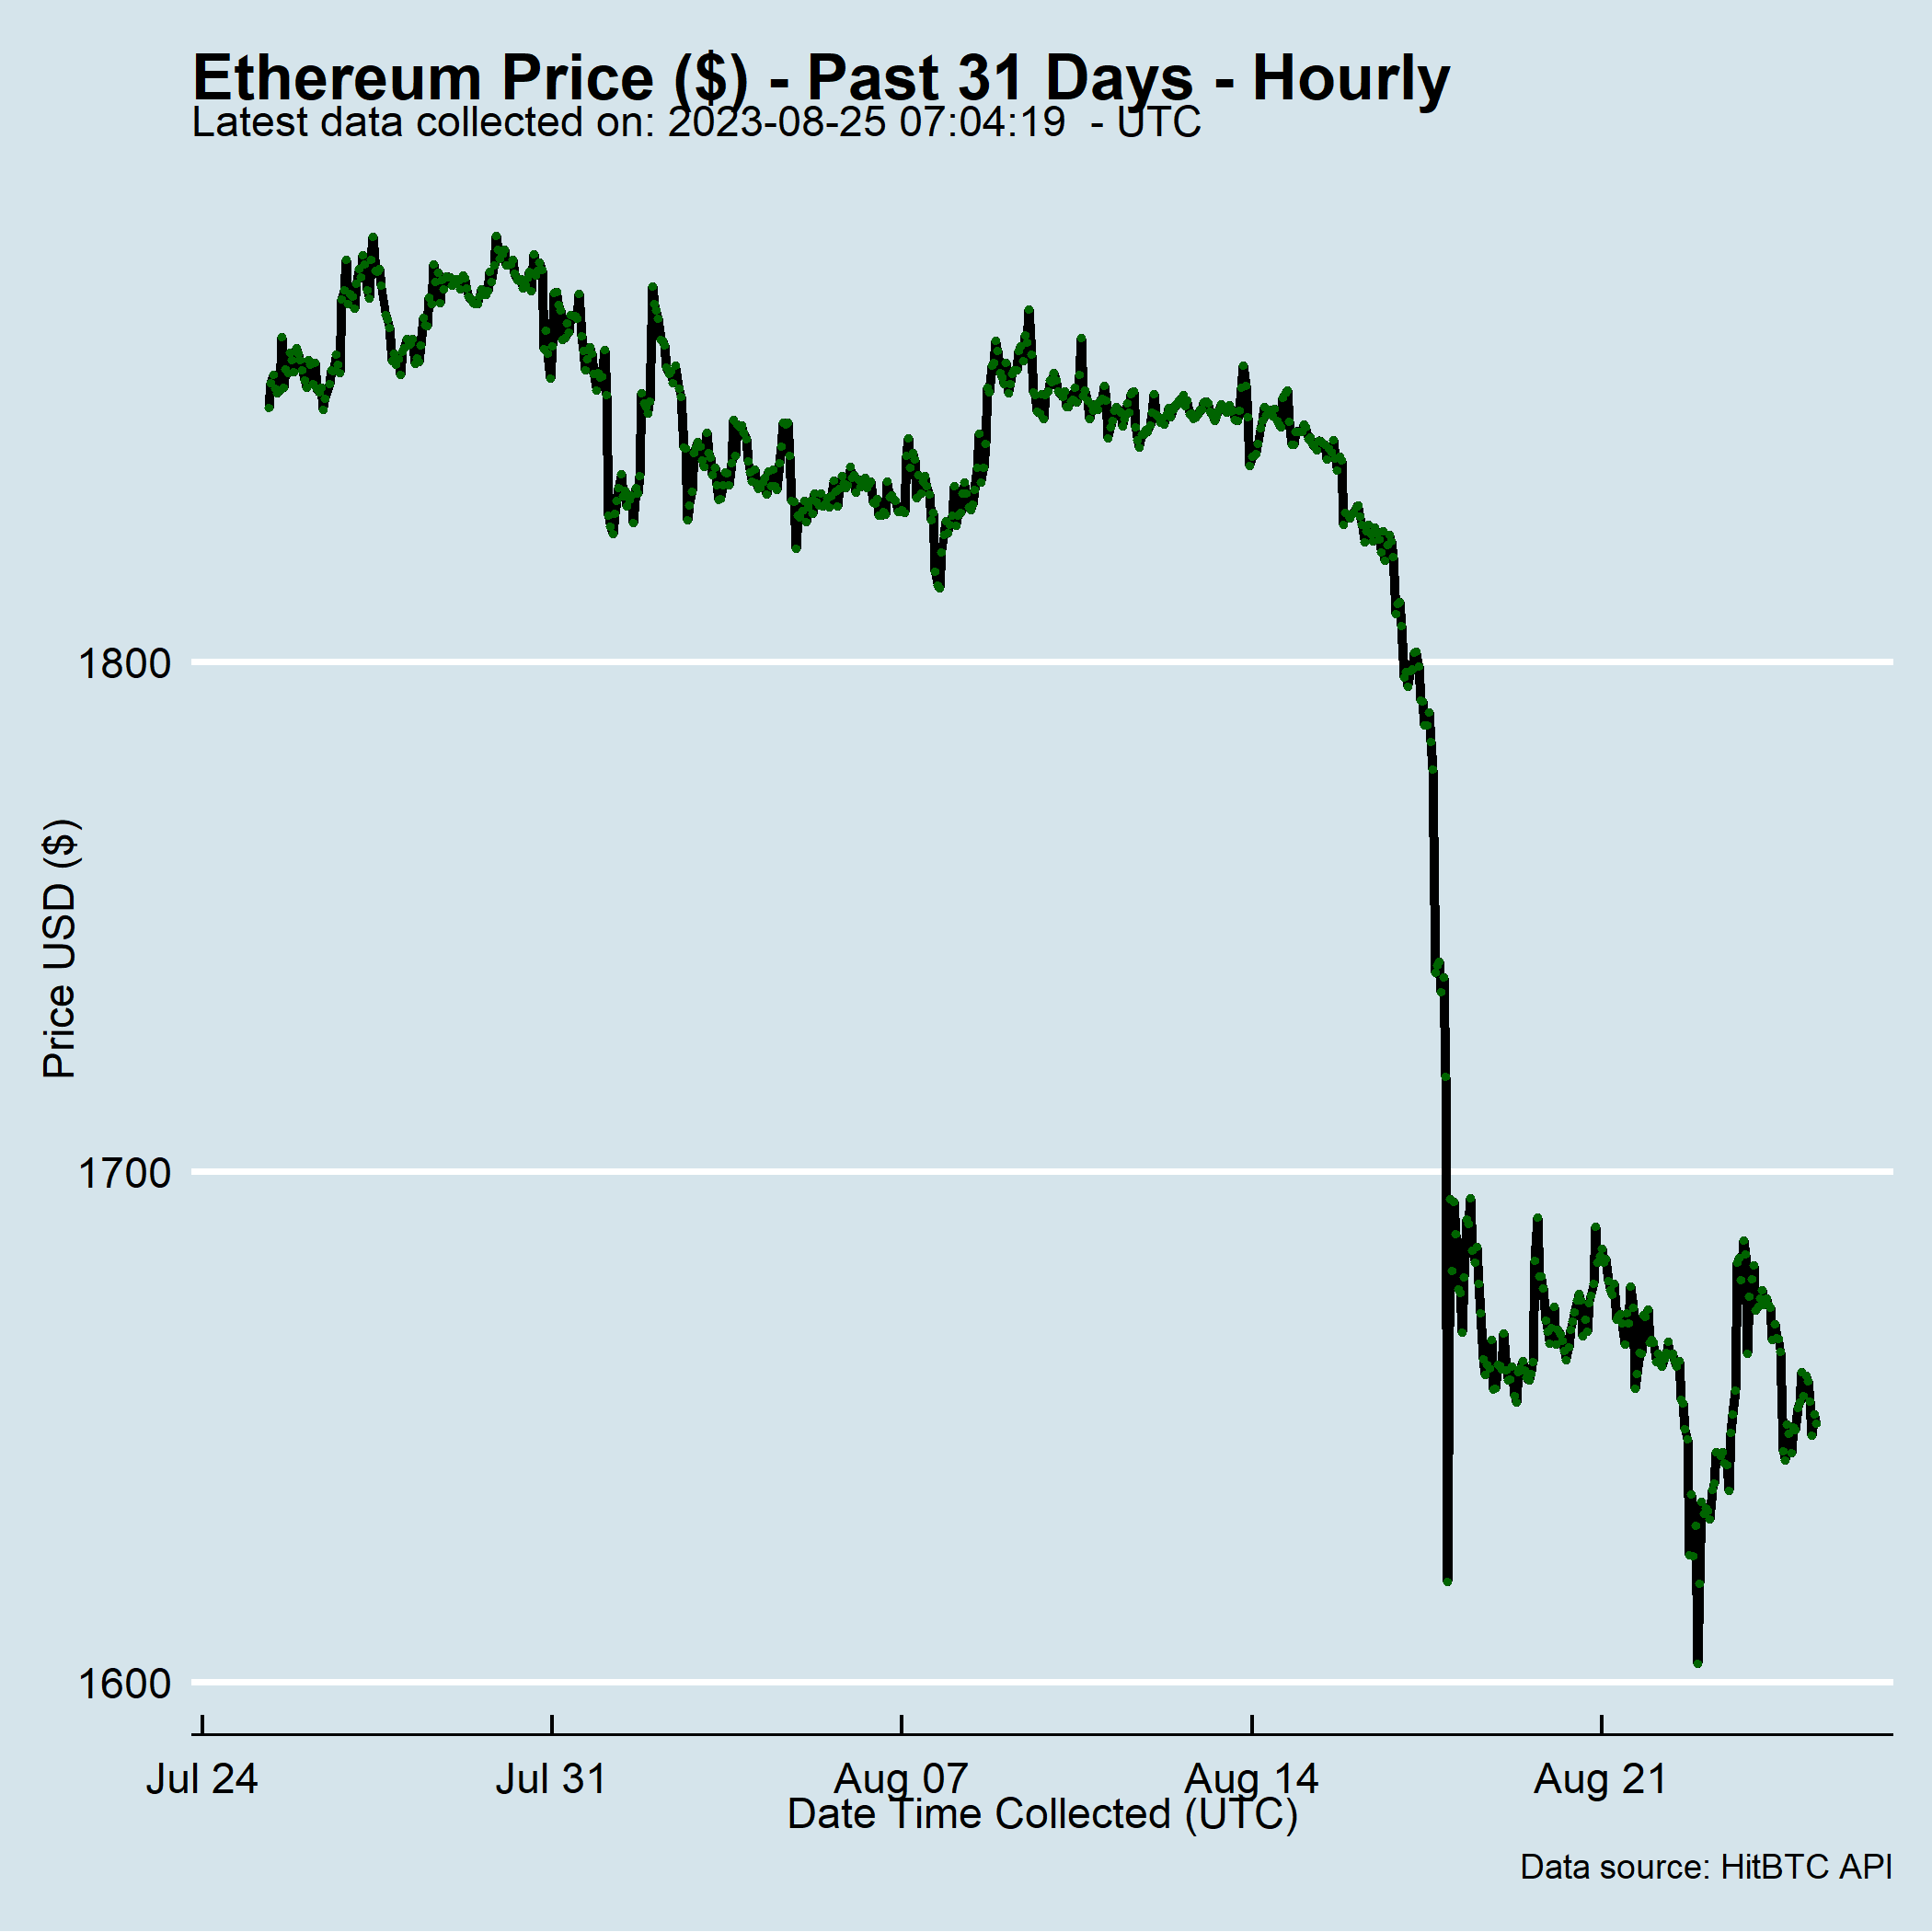 Ethereum Price ($) - Past 31 Days - Hourly
Latest data collected on: 2023-08-25 07:04:19  - UTC
Price USD ($)
1800
1700
1600
Jul 24
Jul 31
Aug 07
Aug 14
Aug 21
Date Time Collected (UTC)
Data source: HitBTC API